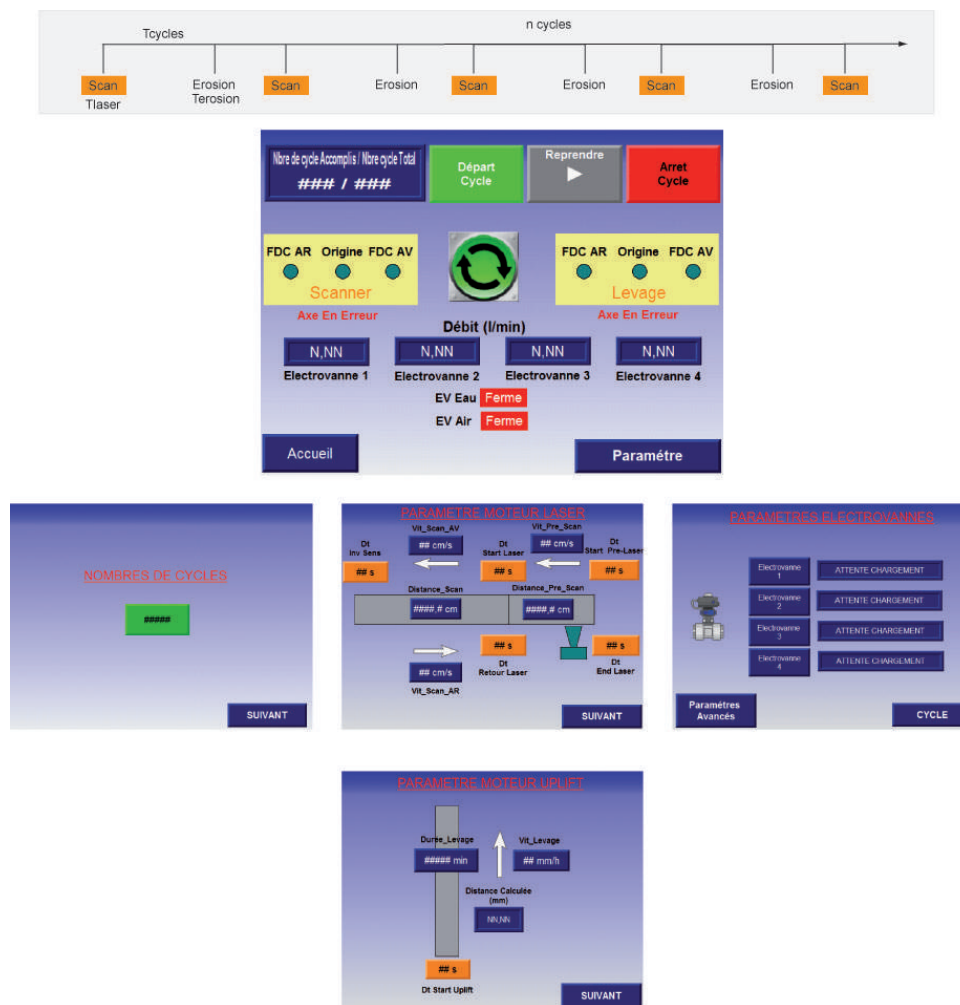 Tcycles
n cycles
Scan
Erosion
Scan
Erosion
Scan
Erosion
Scan
Erosion
Scan
Tlaser
Terosion
Nbre de cycle Accomplis / Nbre cycle Total
### / ###
Départ
Cycle
Reprendre
Arret
Cycle
FDC AR Origine FDC AV
Scanner
Axe En Erreur
FDC AR Origine FDC AV
Levage
Axe En Erreur
Débit (l/min)
N,NN
N,NN
N,NN
N,NN
Electrovanne 1
Electrovanne 2
Electrovanne 3
Electrovanne 4
EV Eau Ferme
EV Air Ferme
Accueil
Paramétre
NOMBRES DE CYCLES
#####
SUIVANT
PARAMETRE MOTEUR LASER
Vit_Scan_AV
Vit_Pre_Scan
Dt
Inv Sens
## cm/s
Dt
Start Laser
## cm/s
Dt
Start Pre-Laser
## s
## s
## s
Distance_Scan
Distance_Pre_Scan
####,# cm
####,# cm
## s
## s
## cm/s
Dt
Retour Laser
Dt
End Laser
Vit_Scan_AR
SUIVANT
PARAMETRES ELECTROVANNES
Electrovanne
1
ATTENTE CHARGEMENT
Electrovanne
2
ATTENTE CHARGEMENT
Electrovanne
3
ATTENTE CHARGEMENT
Electrovanne
4
ATTENTE CHARGEMENT
Paramétres
Avancés
CYCLE
PARAMETRE MOTEUR UPLIFT
Durée_Levage
Vit_Levage
##### min
## mm/h
Distance Calculée
(mm)
NN,NN
## s
Dt Start Uplift
SUIVANT